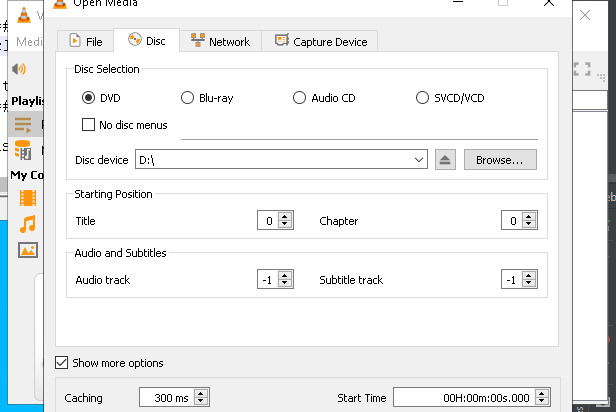 Open Media
Medi
File
Disc
Network
Capture Device
Disc Selection
DVD
Blu-ray
Audio CD
SVCD/VCD
Playlis
No disc menus
Disc device
D:\
Browse...
My Co
Starting Position
Title
0
Chapter
0
Audio and Subtitles
Audio track
-1
Subtitle track
-1
Show more options
Caching
300 ms
Start Time
00H:00m:00s.000